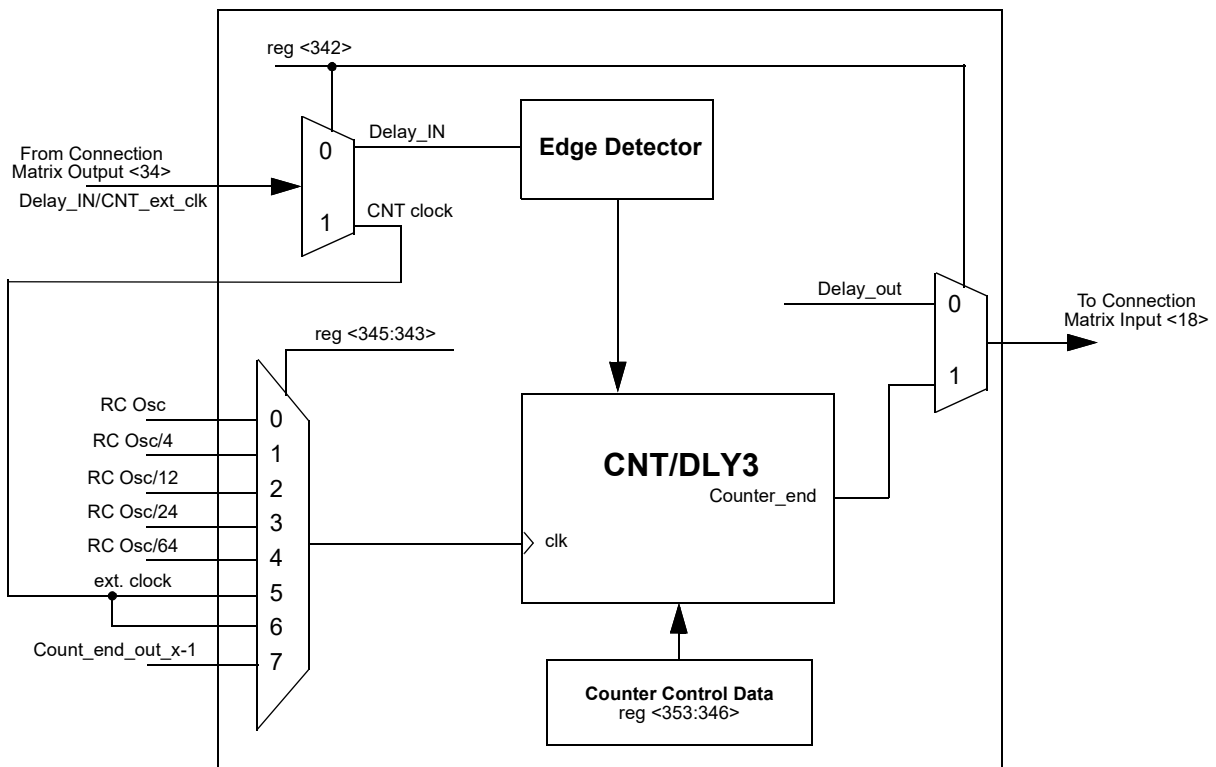 reg <342>
From Connection
Matrix Output <34>
Delay_IN/CNT_ext_clk
0
1
Delay_IN
CNT clock
Edge Detector
Delay_out
0
1
To Connection
Matrix Input <18>
reg <345:343>
RC Osc
RC Osc/4
RC Osc/12
RC Osc/24
RC Osc/64
ext. clock
Count_end_out_x-1
0
1
2
3
4
5
6
7
CNT/DLY3
Counter_end
clk
Counter Control Data
reg <353:346>